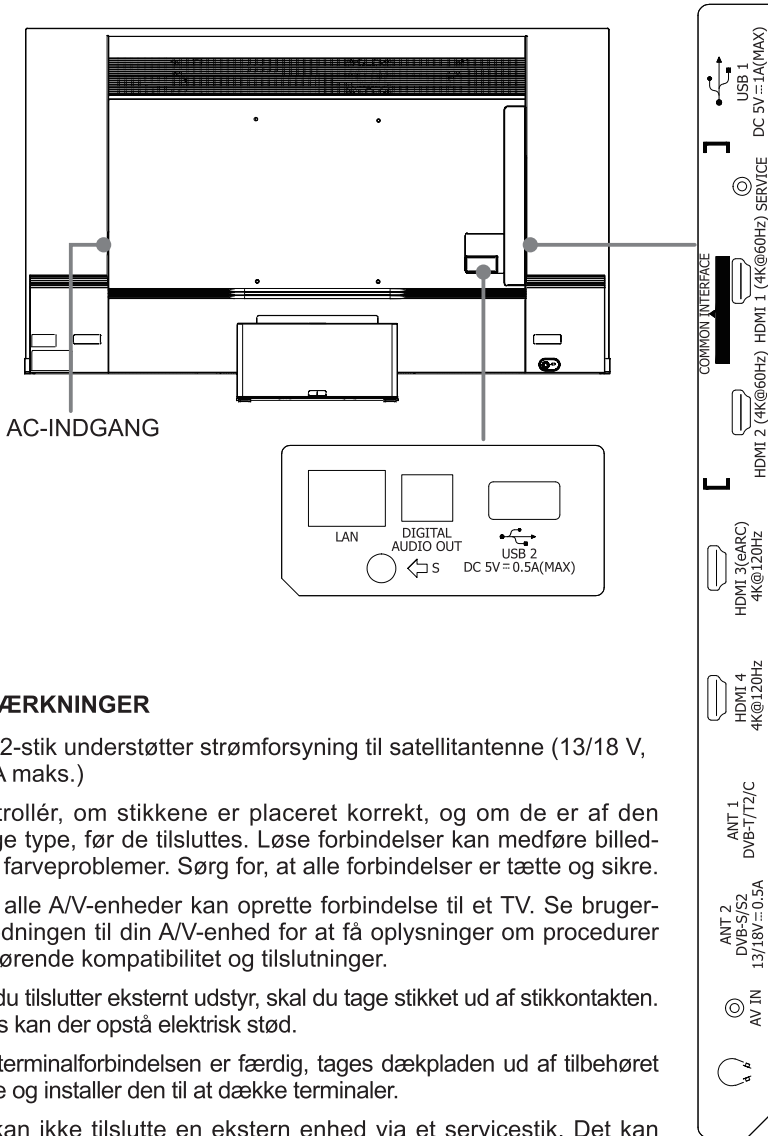 USB 1
DC 5V⎓1A(MAX)
SERVICE
HDMI 1 (4K@60Hz)
COMMON INTERFACE
HDMI 2 (4K@60Hz)
HDMI 3(eARC)
4K@120Hz
HDMI 4
4K@120Hz
ANT 1
DVB-T/T2/C
ANT 2
DVB-S/S2
13/18V⎓0.5A
AV IN
AC-INDGANG
LAN
DIGITAL
AUDIO OUT
S
USB 2
DC 5V⎓0.5A(MAX)
ÆRKNINGER
2-stik understøtter strømforsyning til satellitantenne (13/18 V,
A maks.)
trollér, om stikkene er placeret korrekt, og om de er af den
ge type, før de tilsluttes. Løse forbindelser kan medføre billed-
farveproblemer. Sørg for, at alle forbindelser er tætte og sikre.
alle A/V-enheder kan oprette forbindelse til et TV. Se bruger-
dningen til din A/V-enhed for at få oplysninger om procedurer
ørende kompatibilitet og tilslutninger.
du tilslutter eksternt udstyr, skal du tage stikket ud af stikkontakten.
s kan der opstå elektrisk stød.
terminalforbindelsen er færdig, tages dækpladen ud af tilbehøret
e og installer den til at dække terminaler.
kan ikke tilslutte en ekstern enhed via et servicestik. Det kan